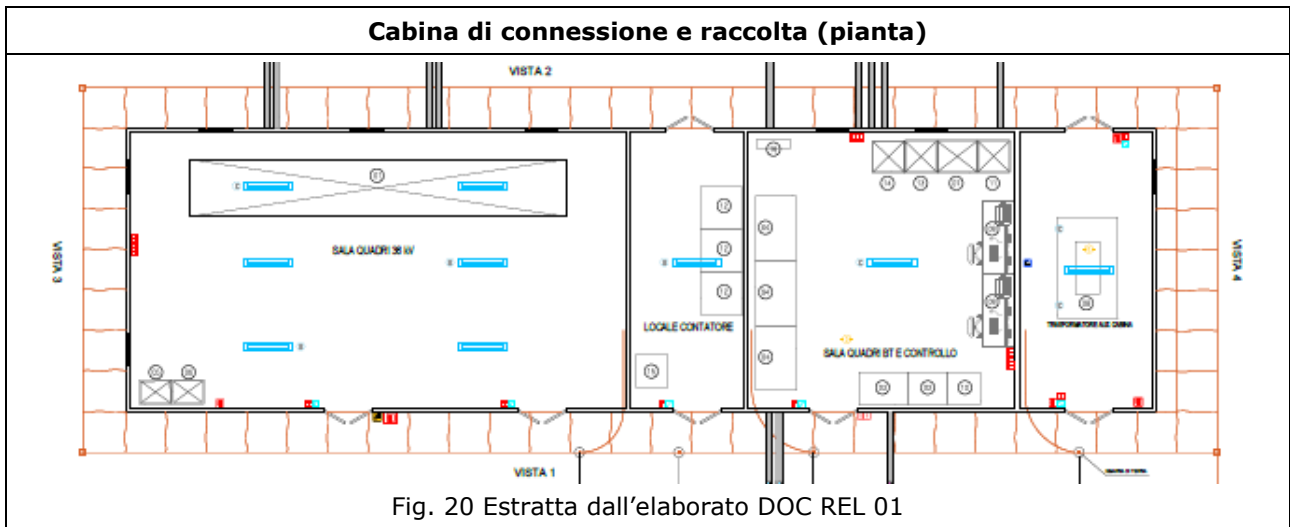 Cabina di connessione e raccolta (pianta)
VISTA 2
VISTA 3
SALA QUADRI 36 kV
LOCALE CONTATORE
SALA QUADRI BT E CONTROLLO
TRASFORMATORE AUX CABINA
VISTA 4
VISTA 1
Fig. 20 Estratta dall'elaborato DOC REL 01